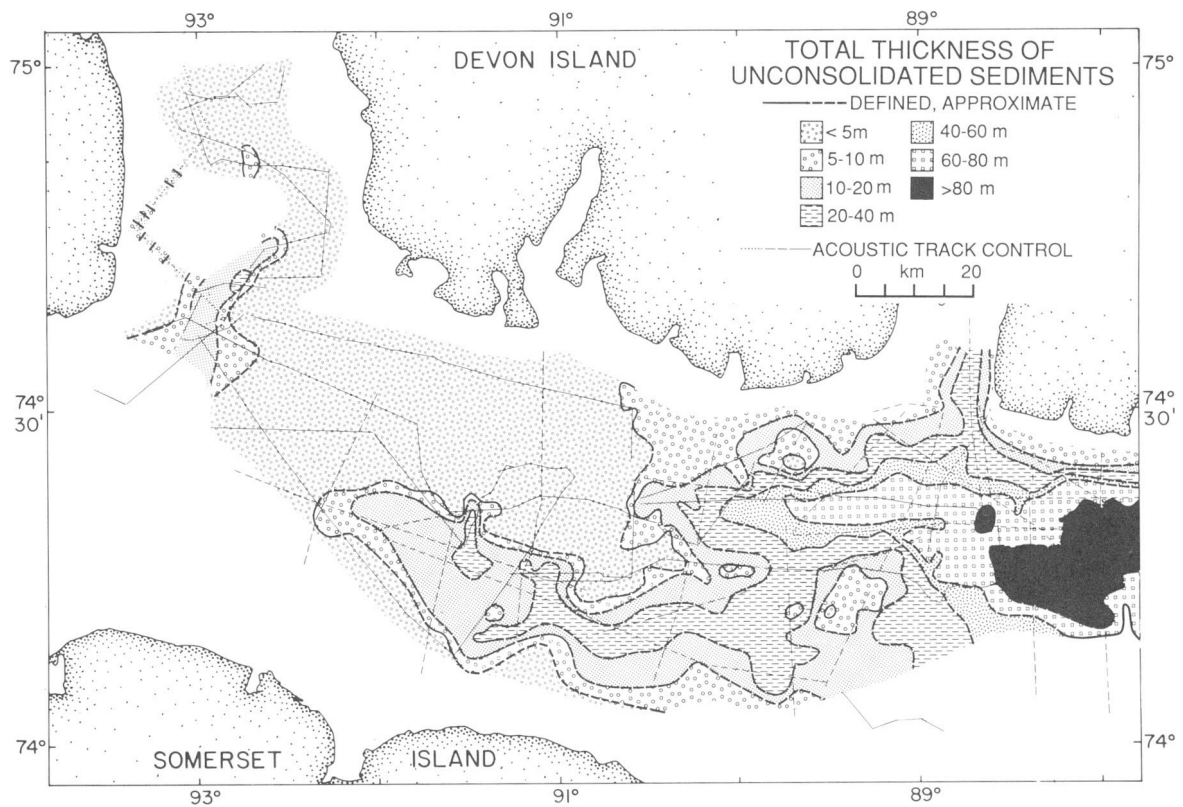 93° 91° 89°
75° DEVON ISLAND 75°
TOTAL THICKNESS OF
UNCONSOLIDATED SEDIMENTS
DEFINED, APPROXIMATE
< 5m 40-60 m
5-10 m 60-80 m
10-20 m >80 m
20-40 m
ACOUSTIC TRACK CONTROL
0 km 20
74° 74°
30' 30'
74° SOMERSET ISLAND 74°
93° 91° 89°